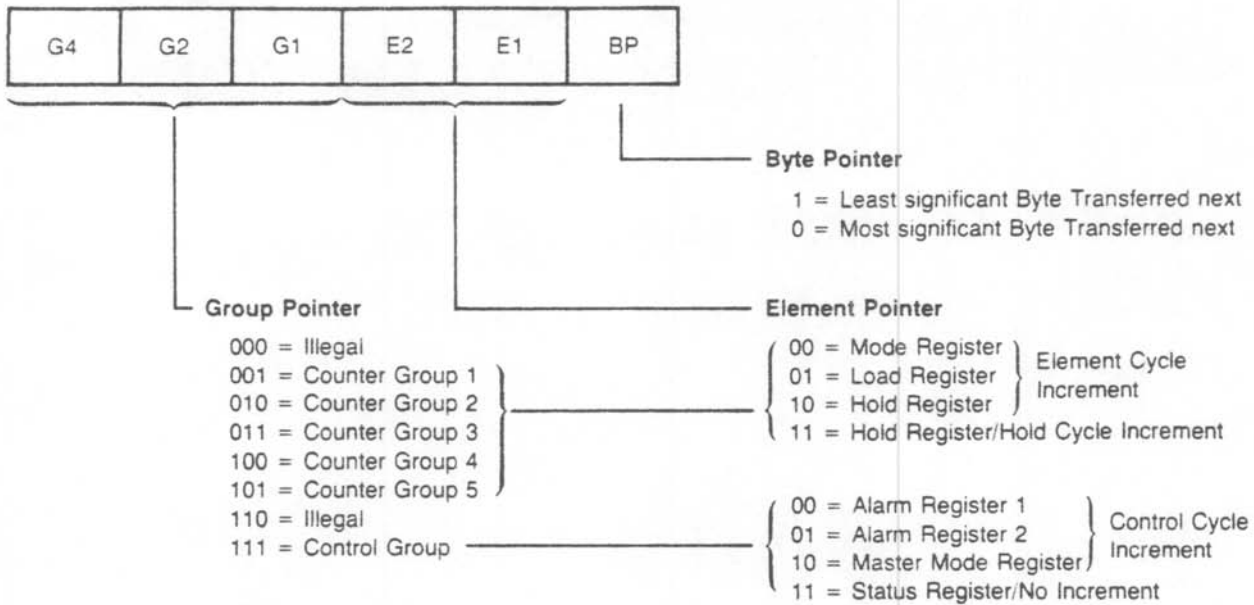 G4 G2 G1 E2 E1 BP
Byte Pointer
1 = Least significant Byte Transferred next
0 = Most significant Byte Transferred next
Group Pointer
000 = Illegal
001 = Counter Group 1
010 = Counter Group 2
011 = Counter Group 3
100 = Counter Group 4
101 = Counter Group 5
110 = Illegal
111 = Control Group
Element Pointer
00 = Mode Register
01 = Load Register
10 = Hold Register
Element Cycle
Increment
11 = Hold Register/Hold Cycle Increment
00 = Alarm Register 1
01 = Alarm Register 2
10 = Master Mode Register
Control Cycle
Increment
11 = Status Register/No Increment